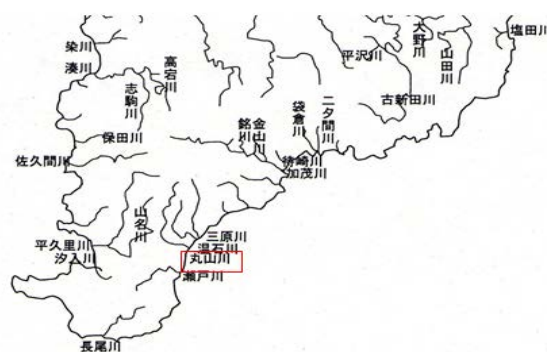 染川
湊川
高宕川
志駒川
保田川
佐久間川
平沢川
大野川
山田川
塩田川
古新田川
銘川
金山川
袋倉川
二夕間川
待崎川
加茂川
山名川
平久里川
汐入川
三原川
温石川
丸山川
瀬戸川
長尾川